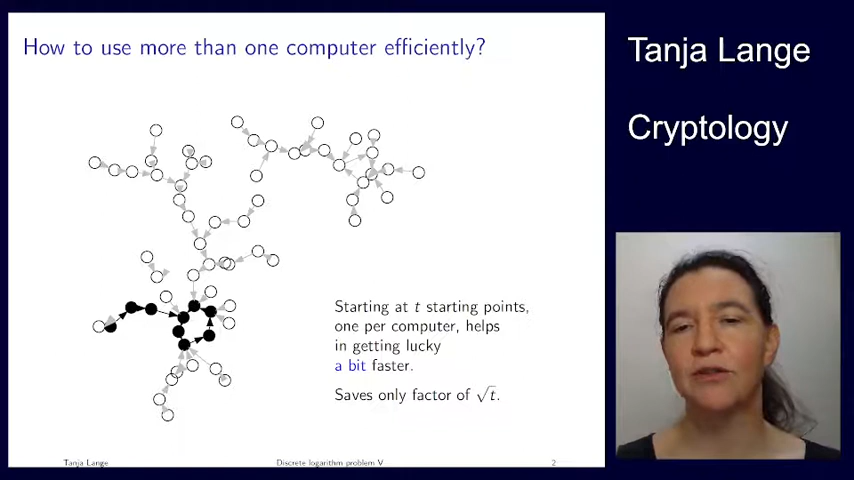 How to use more than one computer efficiently?
Tanja Lange
Cryptology
Starting at t starting points,
one per computer, helps
in getting lucky
a bit faster.
Saves only factor of √t.
Tanja Lange
Discrete logarithm problem V
2